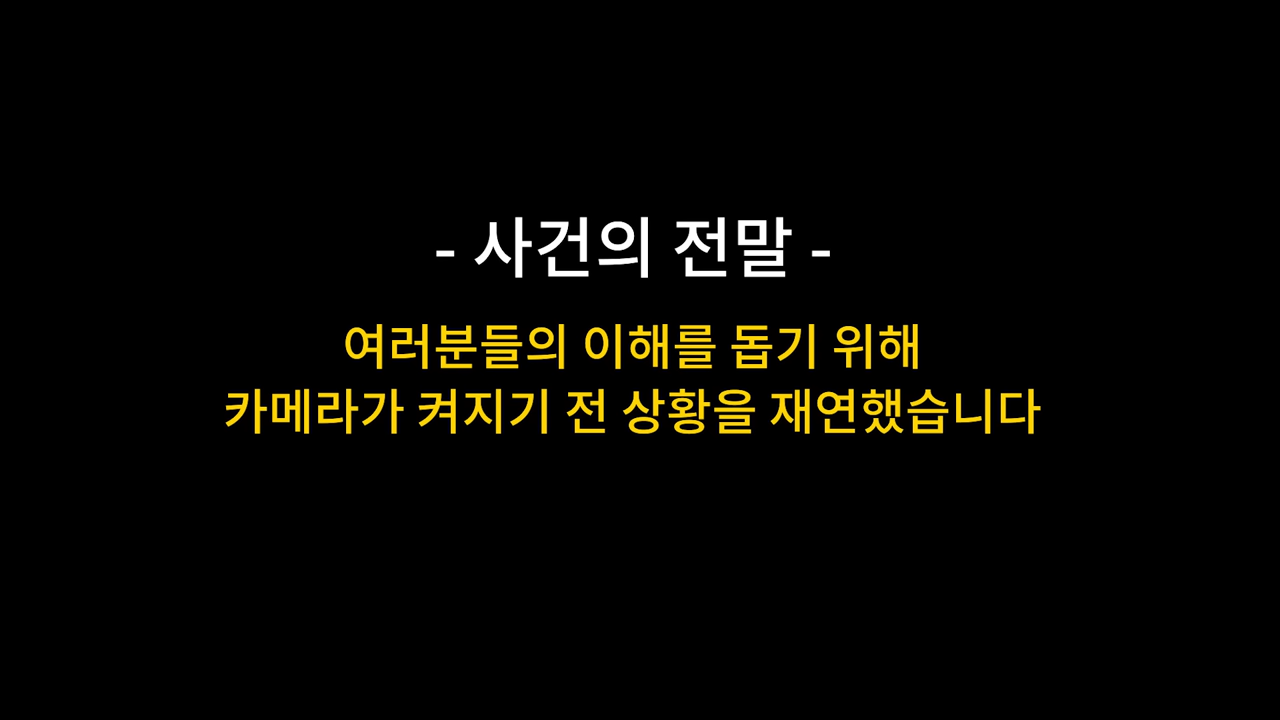 - 사건의 전말 -
여러분들의 이해를 돕기 위해
카메라가 켜지기 전 상황을 재연했습니다